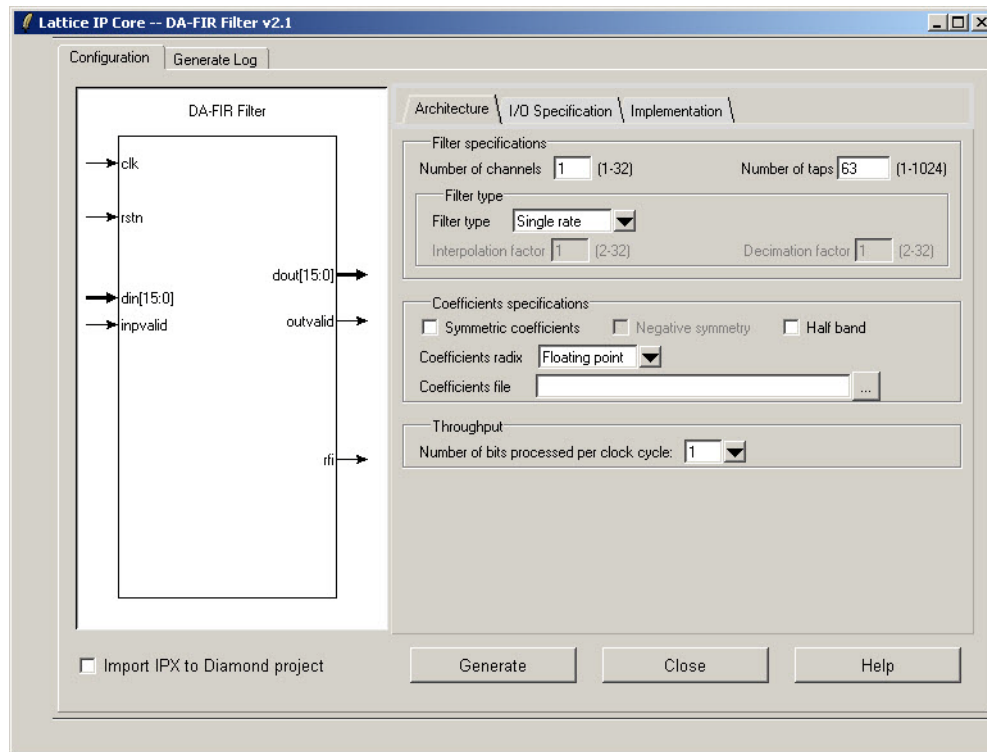 Lattice IP Core -- DA-FIR Filter v2.1
Configuration Generate Log
DA-FIR Filter
clk
rstn
dout[15:0]
din[15:0]
inpvalid outvalid
rfi
Architecture I/O Specification Implementation
Filter specifications
Number of channels 1 (1-32) Number of taps 63 (1-1024)
Filter type
Filter type Single rate
Interpolation factor 1 (2-32) Decimation factor 1 (2-32)
Coefficients specifications
Symmetric coefficients Negative symmetry Half band
Coefficients radix Floating point
Coefficients file ...
Throughput
Number of bits processed per clock cycle: 1
Import IPX to Diamond project Generate Close Help